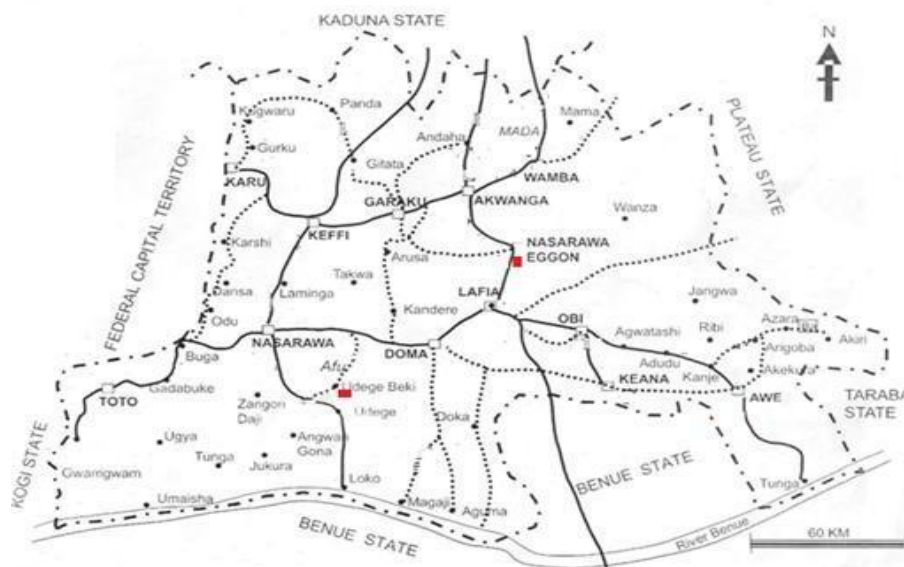 KADUNA STATE
N
Kugwaru
Panda
Mama
Andaha
MADA
Gurku
Gitata
PLATEAU STATE
KARU
WAMBA
GARAKU
AKWANGA
KEFFI
Wanza
FEDERAL CAPITAL TERRITORY
Karshi
NASARAWA
EGGON
Arusa
Dansa
Laminga
Takwa
LAFIA
Jangwa
Odu
Kandere
OBI
Agwatashi
Ribi
Azara
Akiri
NASARAWA
DOMA
Arigoba
Buga
Adudu
Kanje
Akekura
Afu
KEANA
Gadabuke
Udege Beki
TOTO
AWE
TARABA
STATE
Zangon
Daji
Udege
Doka
Ugya
Angwan
Gona
KOGI STATE
Tunga
Jukura
BENUE STATE
Gwarrgwam
Loko
Tunga
Umaisha
Magaji
Aguma
BENUE STATE
River Benue
60 KM